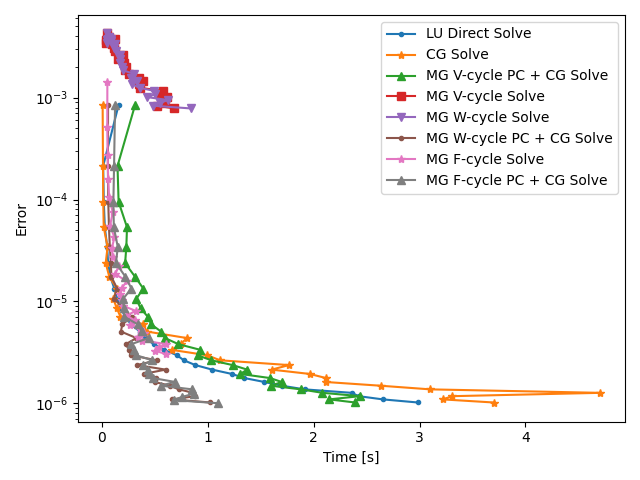 LU Direct Solve
CG Solve
MG V-cycle PC + CG Solve
MG V-cycle Solve
MG W-cycle Solve
MG W-cycle PC + CG Solve
MG F-cycle Solve
MG F-cycle PC + CG Solve
10⁻³
10⁻⁴
10⁻⁵
10⁻⁶
Error
0 1 2 3 4
Time [s]